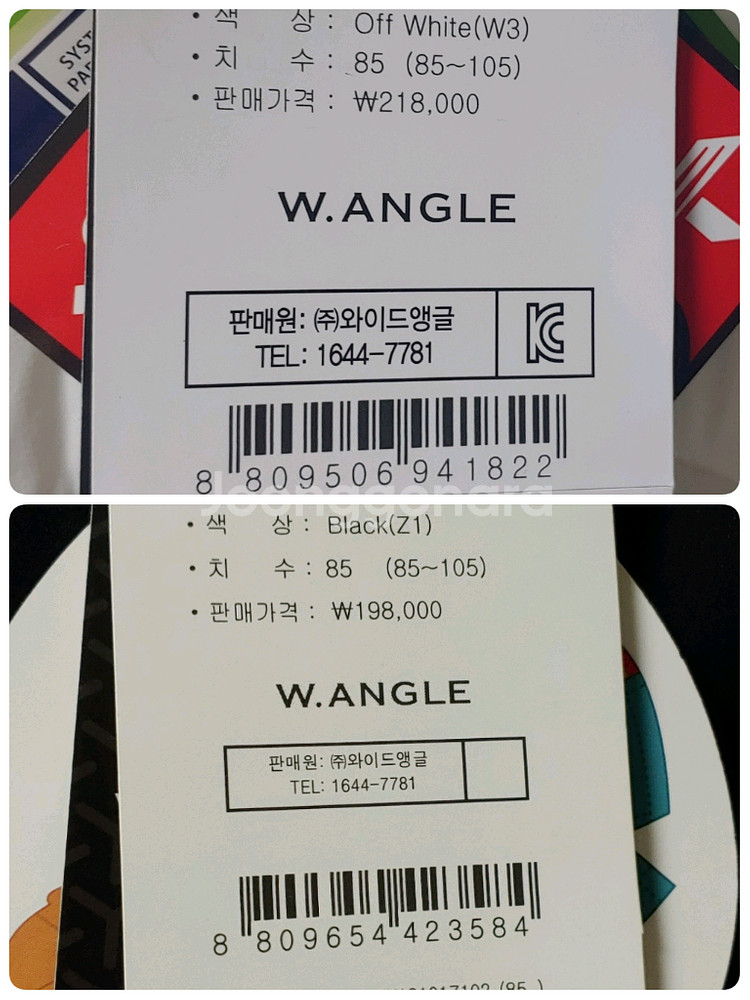 SYST
PAR
• 색 상 : Off White(W3)
• 치 수 : 85 (85~105)
• 판매가격 : ₩218,000
W.ANGLE
판매원: ㈜와이드앵글
TEL: 1644-7781
8 809506 941822
Joonggonara
• 색 상 : Black(Z1)
• 치 수 : 85 (85~105)
• 판매가격 : ₩198,000
W.ANGLE
판매원: ㈜와이드앵글
TEL: 1644-7781
8 809654 423584